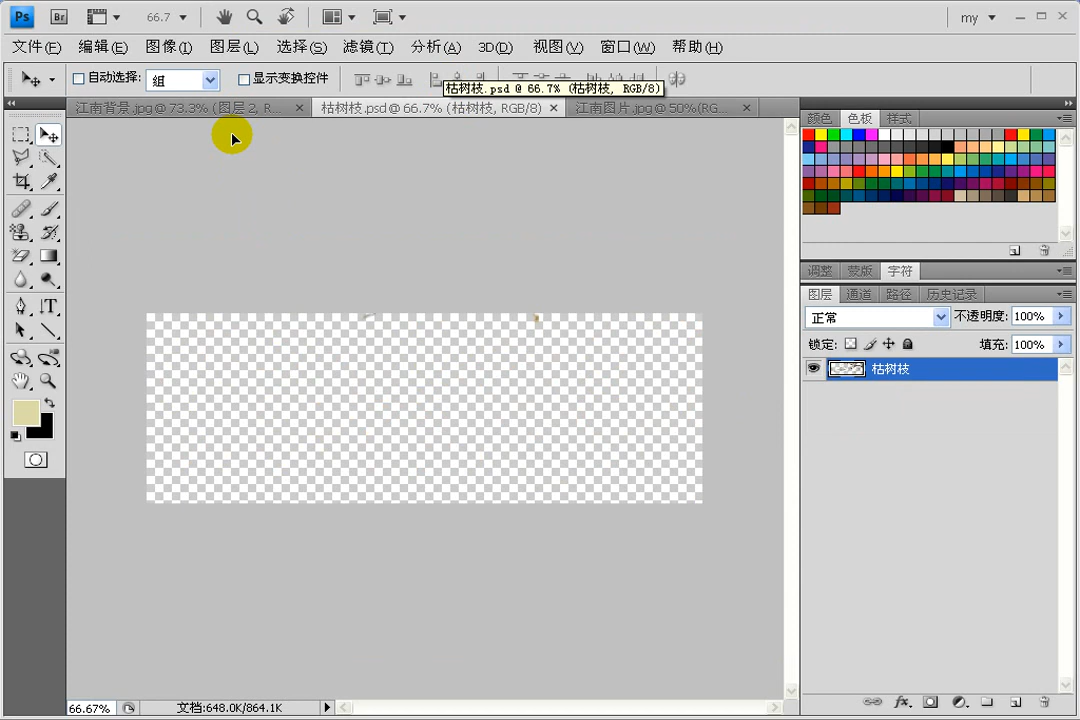 Ps Br 66.7 my
文件(F) 编辑(E) 图像(I) 图层(L) 选择(S) 滤镜(T) 分析(A) 3D(D) 视图(V) 窗口(W) 帮助(H)
自动选择: 组 显示变换控件
枯树枝.psd @ 66.7% (枯树枝, RGB/8)
江南背景.jpg @ 73.3% (图层 2, R... × 枯树枝.psd @ 66.7% (枯树枝, RGB/8) × 江南图片.jpg @ 50%(RG... ×
颜色 色板 样式
调整 蒙版 字符
图层 通道 路径 历史记录
正常 不透明度: 100%
锁定: 填充: 100%
枯树枝
66.67% 文档:648.0K/864.1K
fx